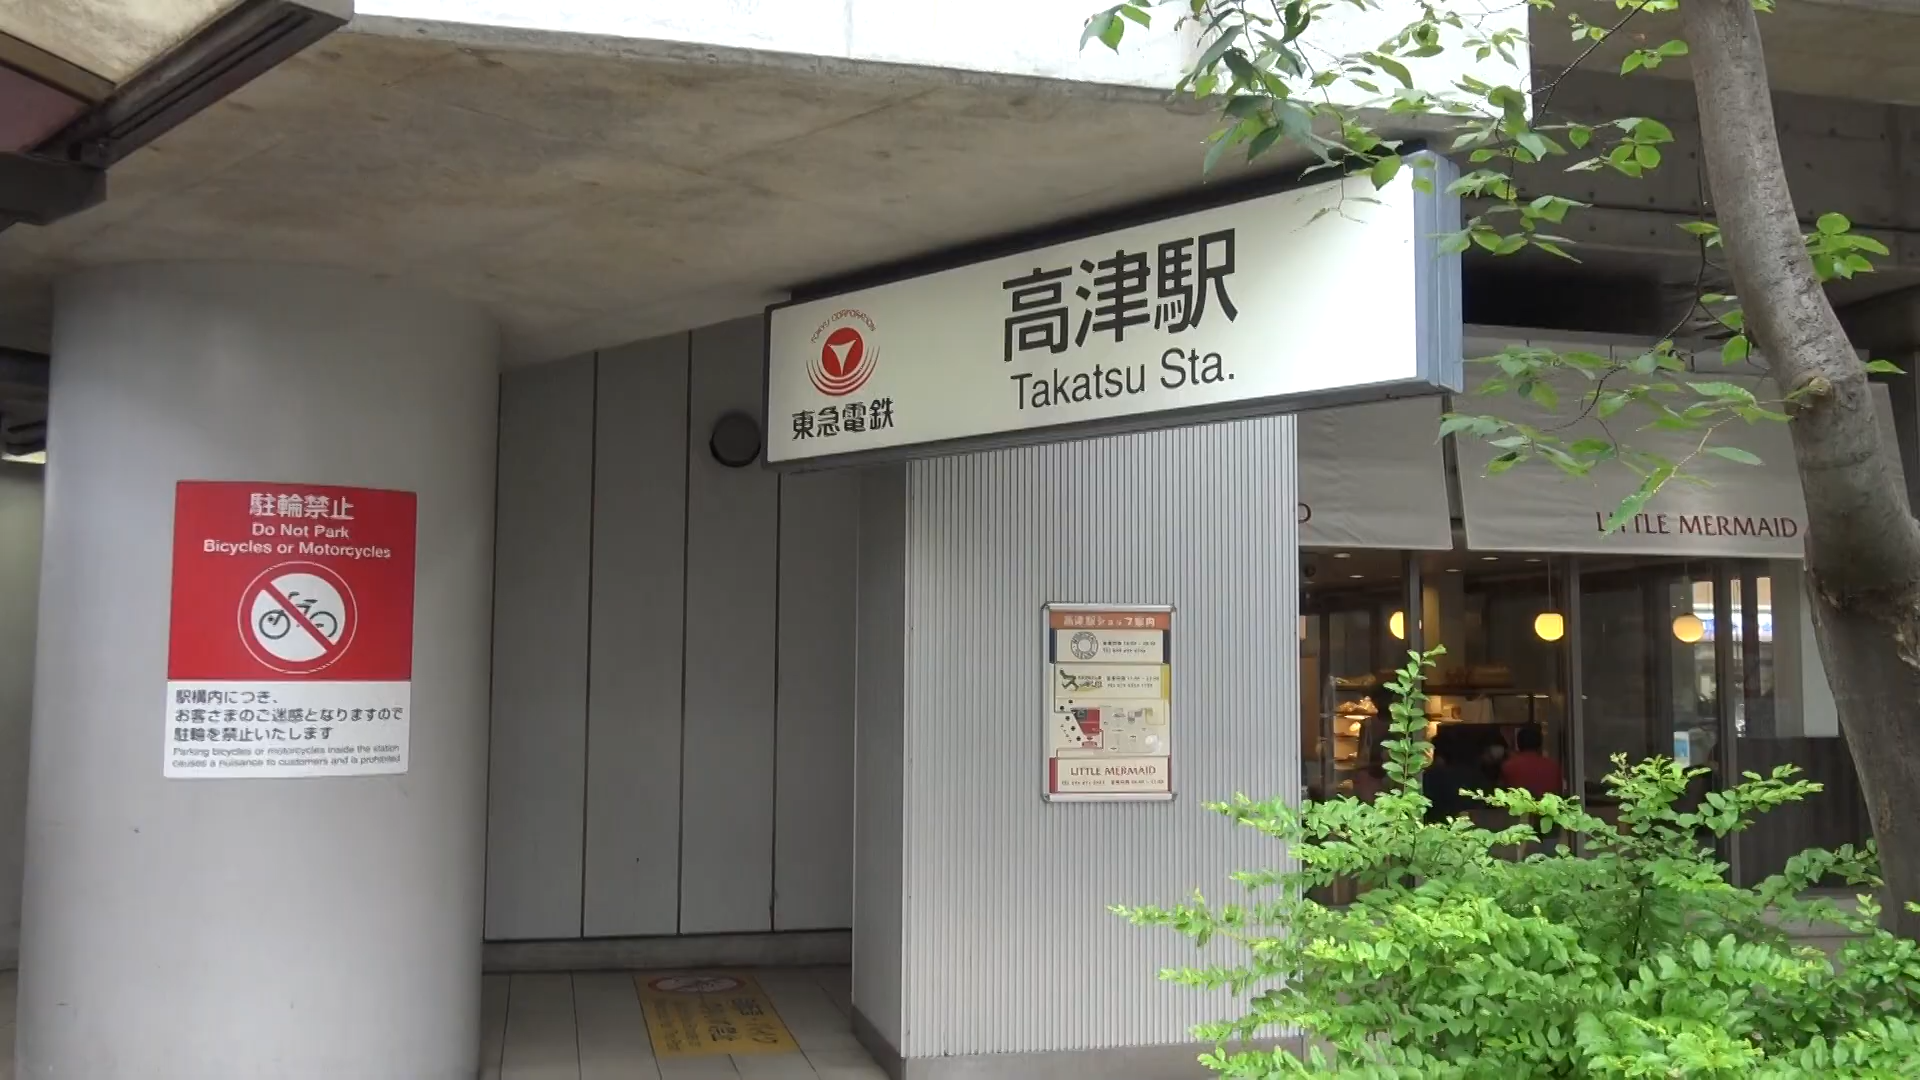 TOKYU CORPORATION
東急電鉄
高津駅
Takatsu Sta.
駐輪禁止
Do Not Park
Bicycles or Motorcycles
駅構内につき、
お客さまのご迷惑となりますので
駐輪を禁止いたします
Parking bicycles or motorcycles inside the station
causes a nuisance to customers and is prohibited
高津駅ショップ案内
LITTLE MERMAID
D
LITTLE MERMAID